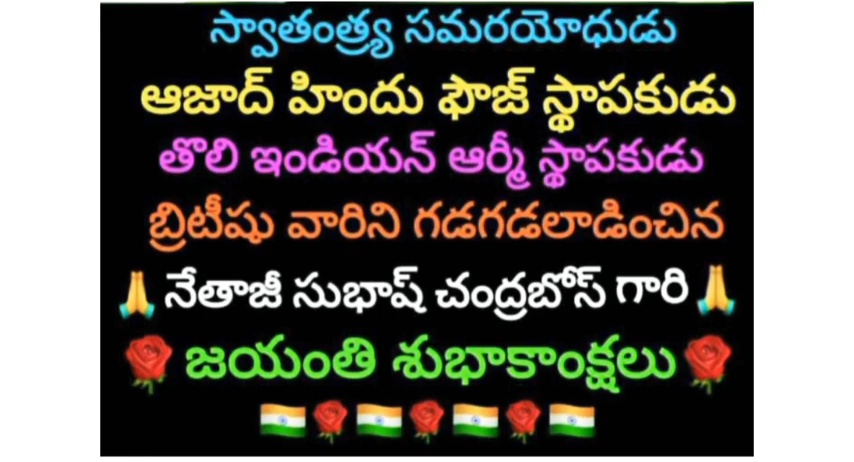 స్వాతంత్ర్య సమరయోధుడు
ఆజాద్ హిందు ఫౌజ్ స్థాపకుడు
తొలి ఇండియన్ ఆర్మీ స్థాపకుడు
బ్రిటీషు వారిని గడగడలాడించిన
🙏 నేతాజీ సుభాష్ చంద్రబోస్ గారి 🙏
🌹 జయంతి శుభాకాంక్షలు 🌹
🇮🇳🌹🇮🇳🌹🇮🇳🌹🇮🇳